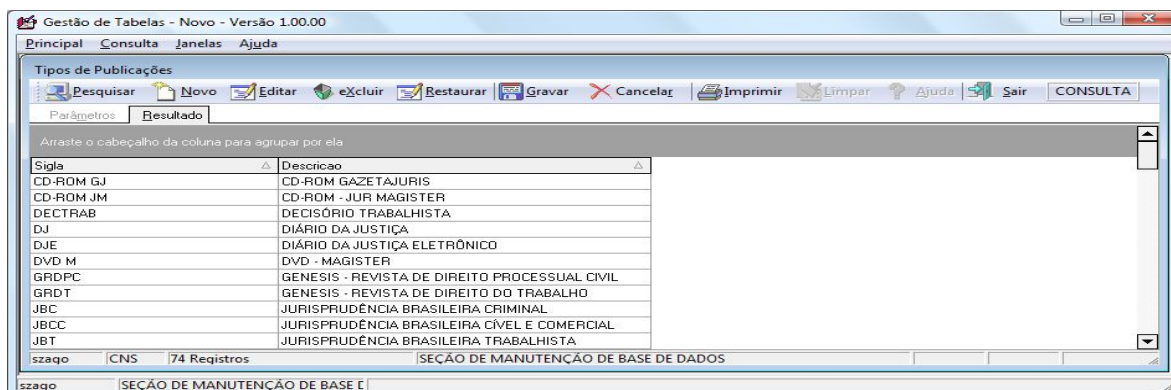 Gestão de Tabelas - Novo - Versão 1.00.00
Principal Consulta Janelas Ajuda
Tipos de Publicações
Pesquisar Novo Editar eXcluir Restaurar Gravar Cancelar Imprimir Limpar Ajuda Sair CONSULTA
Parâmetros Resultado
Arraste o cabeçalho da coluna para agrupar por ela
Sigla Descricao
CD-ROM GJ CD-ROM GAZETAJURIS
CD-ROM JM CD-ROM - JUR MAGISTER
DECTRAB DECISÓRIO TRABALHISTA
DJ DIÁRIO DA JUSTIÇA
DJE DIÁRIO DA JUSTIÇA ELETRÔNICO
DVD M DVD - MAGISTER
GRDPC GENESIS - REVISTA DE DIREITO PROCESSUAL CIVIL
GRDT GENESIS - REVISTA DE DIREITO DO TRABALHO
JBC JURISPRUDÊNCIA BRASILEIRA CRIMINAL
JBCC JURISPRUDÊNCIA BRASILEIRA CÍVEL E COMERCIAL
JBT JURISPRUDÊNCIA BRASILEIRA TRABALHISTA
szago CNS 74 Registros SEÇÃO DE MANUTENÇÃO DE BASE DE DADOS
szago SEÇÃO DE MANUTENÇÃO DE BASE D